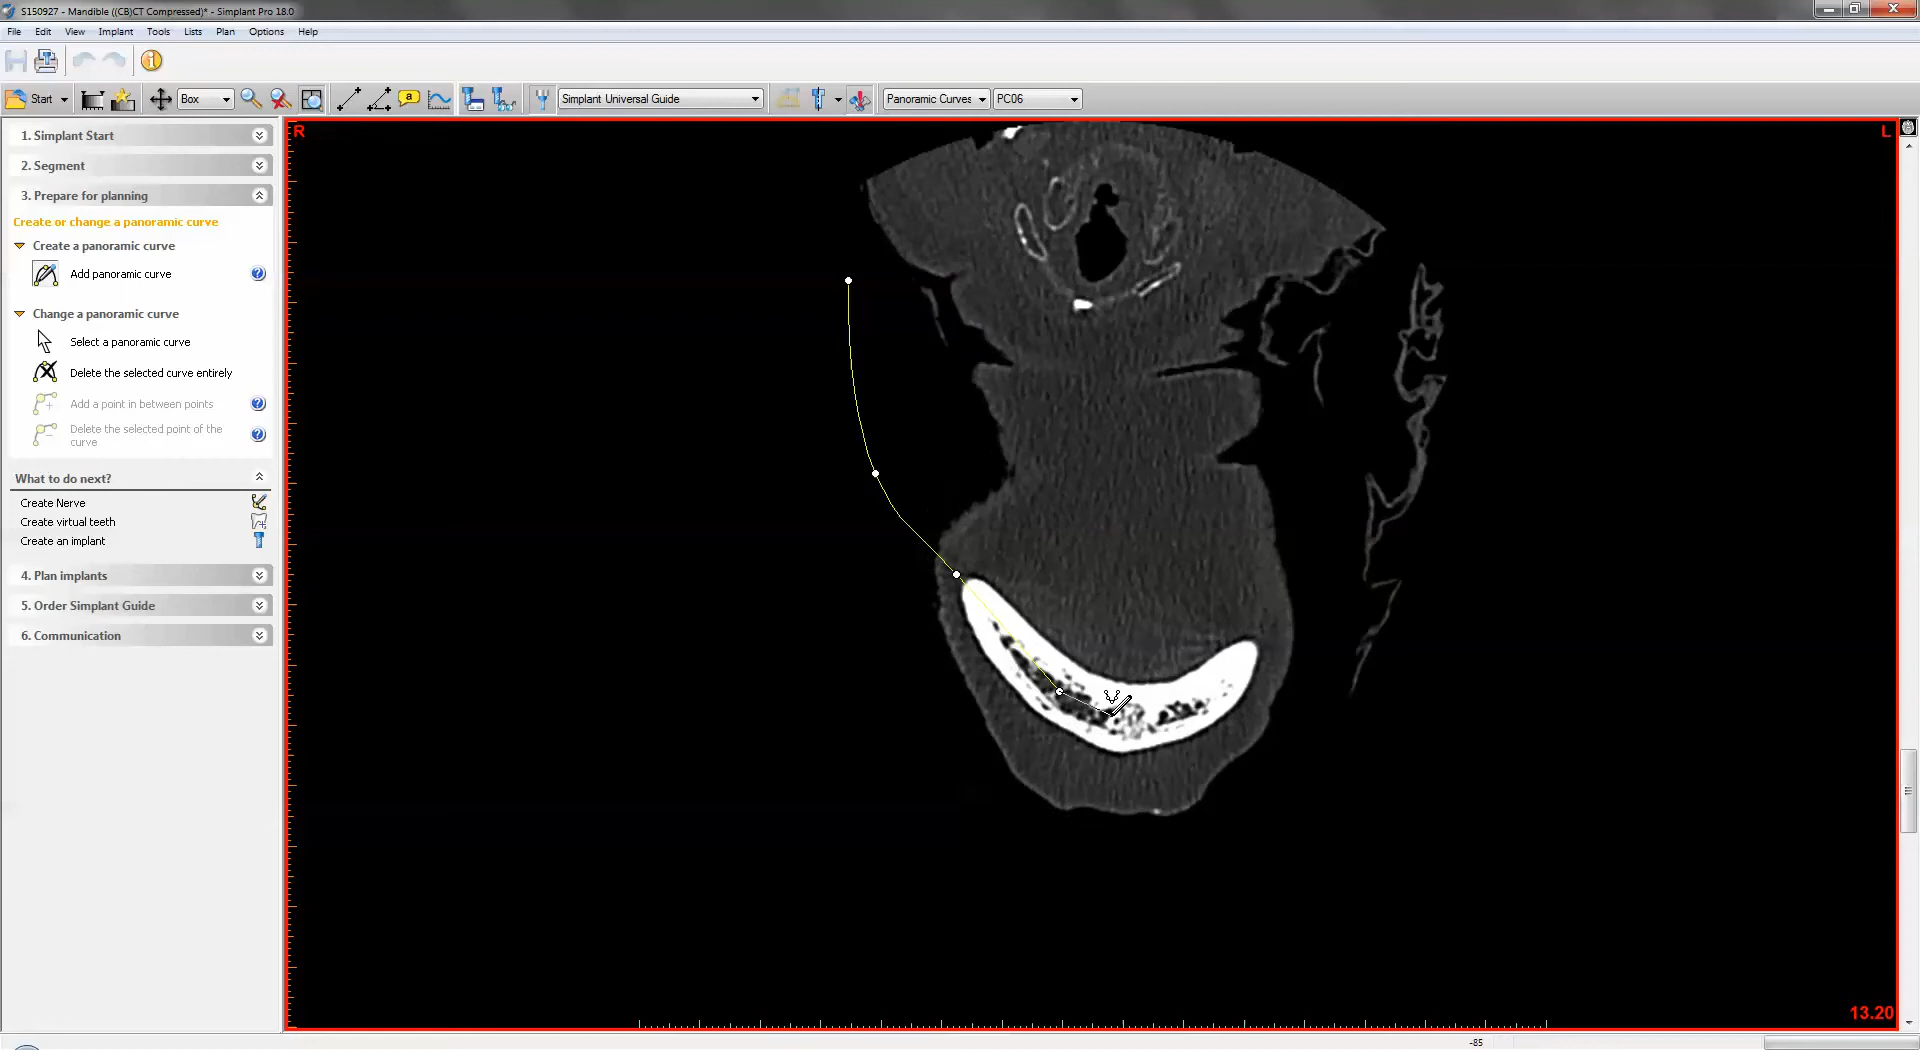 S150927 - Mandible ((CB)CT Compressed)* - Simplant Pro 18.0
File Edit View Implant Tools Lists Plan Options Help
Start Box a Simplant Universal Guide Panoramic Curves PC06
R L
1. Simplant Start
2. Segment
3. Prepare for planning
Create or change a panoramic curve
Create a panoramic curve
Add panoramic curve
Change a panoramic curve
Select a panoramic curve
Delete the selected curve entirely
Add a point in between points
Delete the selected point of the
curve
What to do next?
Create Nerve
Create virtual teeth
Create an implant
4. Plan implants
5. Order Simplant Guide
6. Communication
13.20
-85